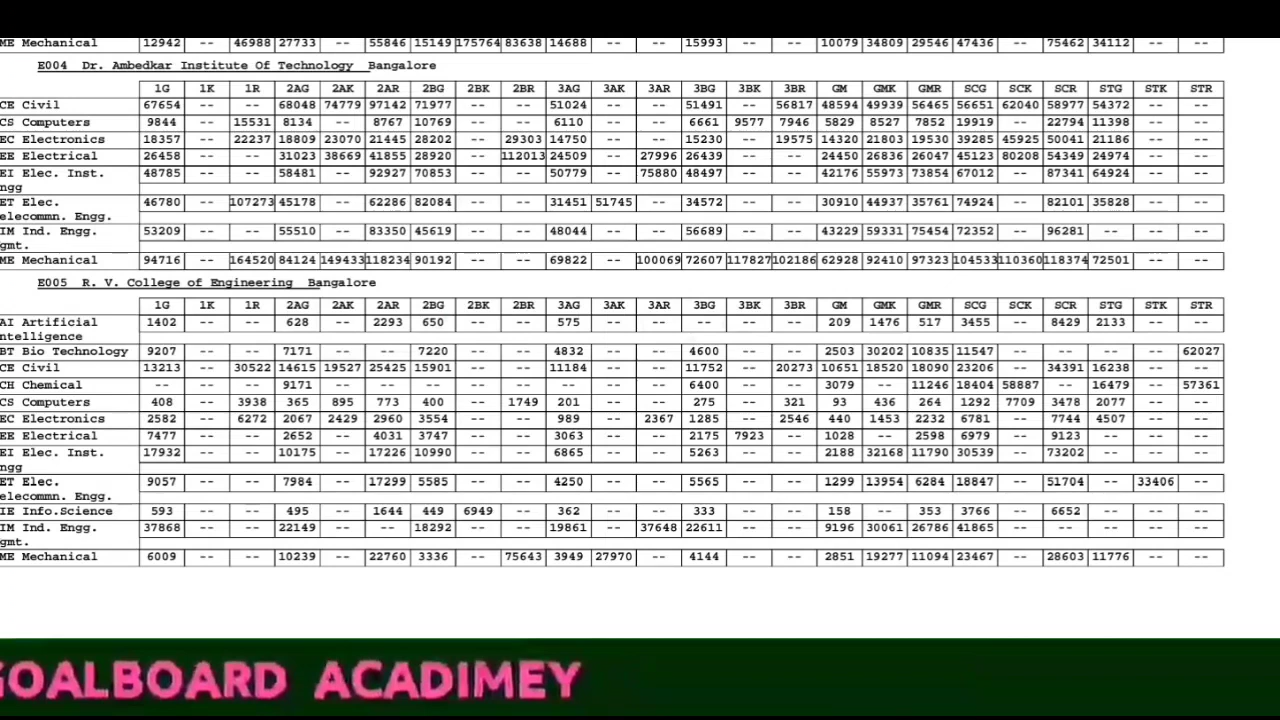 ME Mechanical 12942 -- 46988 27733 -- 55846 15149 175764 83638 14688 -- -- 15993 10079 34809 29546 47436 -- 75462 34112 -- --
E004 Dr. Ambedkar Institute Of Technology Bangalore
1G 1K 1R 2AG 2AK 2AR 2BG 2BK 2BR 3AG 3AK 3AR 3BG 3BK 3BR GM GMK GMR SCG SCK SCR STG STK STR
CE Civil 67654 -- -- 68048 74779 97142 71977 -- -- 51024 -- -- 51491 -- 56817 48594 49939 56465 56651 62040 58977 54372 -- --
CS Computers 9844 -- 15531 8134 -- 8767 10769 -- -- 6110 -- -- 6661 9577 7946 5829 8527 7852 19919 -- 22794 11398 -- --
EC Electronics 18357 -- 22237 18809 23070 21445 28202 -- 29303 14750 -- -- 15230 -- 19575 14320 21803 19530 39285 45925 50041 21186 -- --
EE Electrical 26458 -- -- 31023 38669 41855 28920 -- 112013 24509 -- 27996 26439 -- -- 24450 26836 26047 45123 80208 54349 24974 -- --
EI Elec. Inst. 48785 -- -- 58481 -- 92927 70853 -- -- 50779 -- 75880 48497 -- -- 42176 55973 73854 67012 -- 87341 64924 -- --
ngg
ET Elec. 46780 -- 107273 45178 -- 62286 82084 -- -- 31451 51745 -- 34572 -- -- 30910 44937 35761 74924 -- 82101 35828 -- --
elecommn. Engg.
IM Ind. Engg. 53209 -- -- 55510 -- 83350 45619 -- -- 48044 -- -- 56689 -- -- 43229 59331 75454 72352 -- 96281 -- -- --
gmt.
ME Mechanical 94716 -- 164520 84124 149433 118234 90192 -- -- 69822 -- 100069 72607 117827 102186 62928 92410 97323 104533 110360 118374 72501 -- --
E005 R. V. College of Engineering Bangalore
1G 1K 1R 2AG 2AK 2AR 2BG 2BK 2BR 3AG 3AK 3AR 3BG 3BK 3BR GM GMK GMR SCG SCK SCR STG STK STR
AI Artificial 1402 -- -- 628 -- 2293 650 -- -- 575 -- -- -- -- -- 209 1476 517 3455 -- 8429 2133 -- --
ntelligence
BT Bio Technology 9207 -- -- 7171 -- -- 7220 -- -- 4832 -- -- 4600 -- -- 2503 30202 10835 11547 -- -- -- -- 62027
CE Civil 13213 -- 30522 14615 19527 25425 15901 -- -- 11184 -- -- 11752 -- 20273 10651 18520 18090 23206 -- 34391 16238 -- --
CH Chemical -- -- -- 9171 -- -- -- -- -- -- -- -- 6400 -- -- 3079 -- 11246 18404 58887 -- 16479 -- 57361
CS Computers 408 -- 3938 365 895 773 400 -- 1749 201 -- -- 275 -- 321 93 436 264 1292 7709 3478 2077 -- --
EC Electronics 2582 -- 6272 2067 2429 2960 3554 -- -- 989 -- 2367 1285 -- 2546 440 1453 2232 6781 -- 7744 4507 -- --
EE Electrical 7477 -- -- 2652 -- 4031 3747 -- -- 3063 -- -- 2175 7923 -- 1028 -- 2598 6979 -- 9123 -- -- --
EI Elec. Inst. 17932 -- -- 10175 -- 17226 10990 -- -- 6865 -- -- 5263 -- -- 2188 32168 11790 30539 -- 73202 -- -- --
ngg
ET Elec. 9057 -- -- 7984 -- 17299 5585 -- -- 4250 -- -- 5565 -- -- 1299 13954 6284 18847 -- 51704 -- 33406 --
elecommn. Engg.
IE Info.Science 593 -- -- 495 -- 1644 449 6949 -- 362 -- -- 333 -- -- 158 -- 353 3766 -- 6652 -- -- --
IM Ind. Engg. 37868 -- -- 22149 -- -- 18292 -- -- 19861 -- 37648 22611 -- -- 9196 30061 26786 41865 -- -- -- -- --
gmt.
ME Mechanical 6009 -- -- 10239 -- 22760 3336 -- 75643 3949 27970 -- 4144 -- -- 2851 19277 11094 23467 -- 28603 11776 -- --
GOALBOARD ACADIMEY